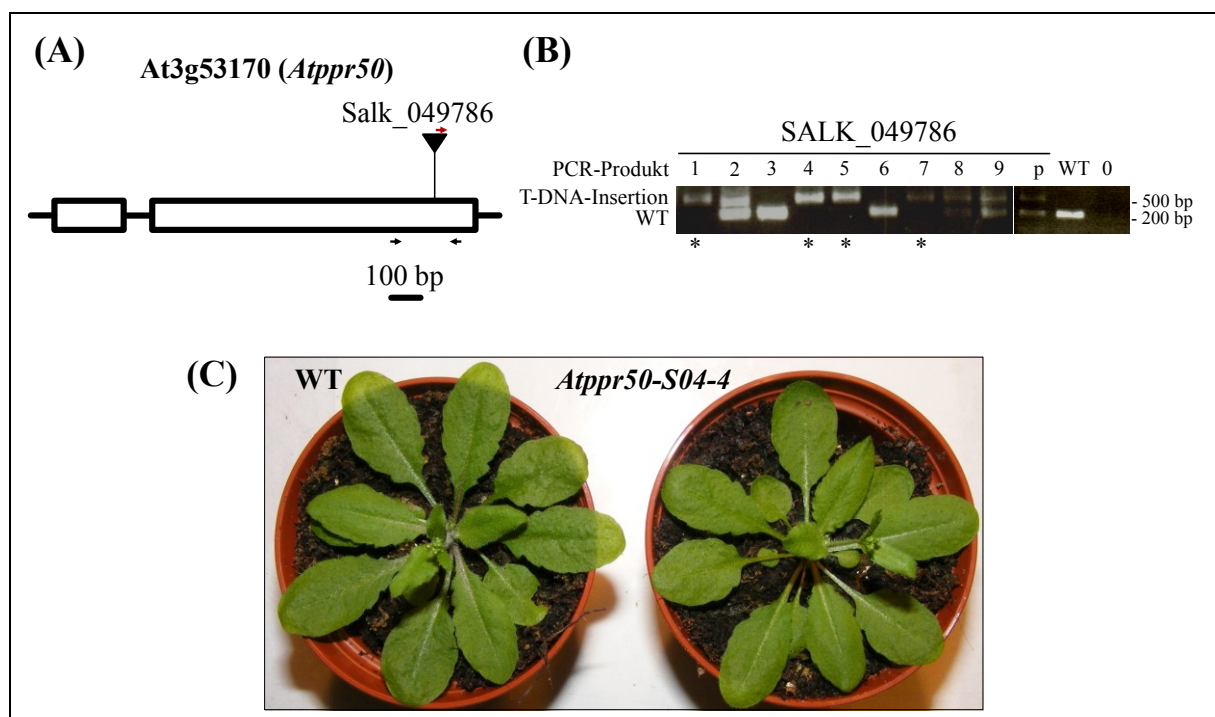 (A)
At3g53170 (Atppr50)
Salk_049786
100 bp
(B)
SALK_049786
PCR-Produkt 1 2 3 4 5 6 7 8 9 p WT 0
T-DNA-Insertion - 500 bp
WT - 200 bp
* * * *
(C)
WT Atppr50-S04-4